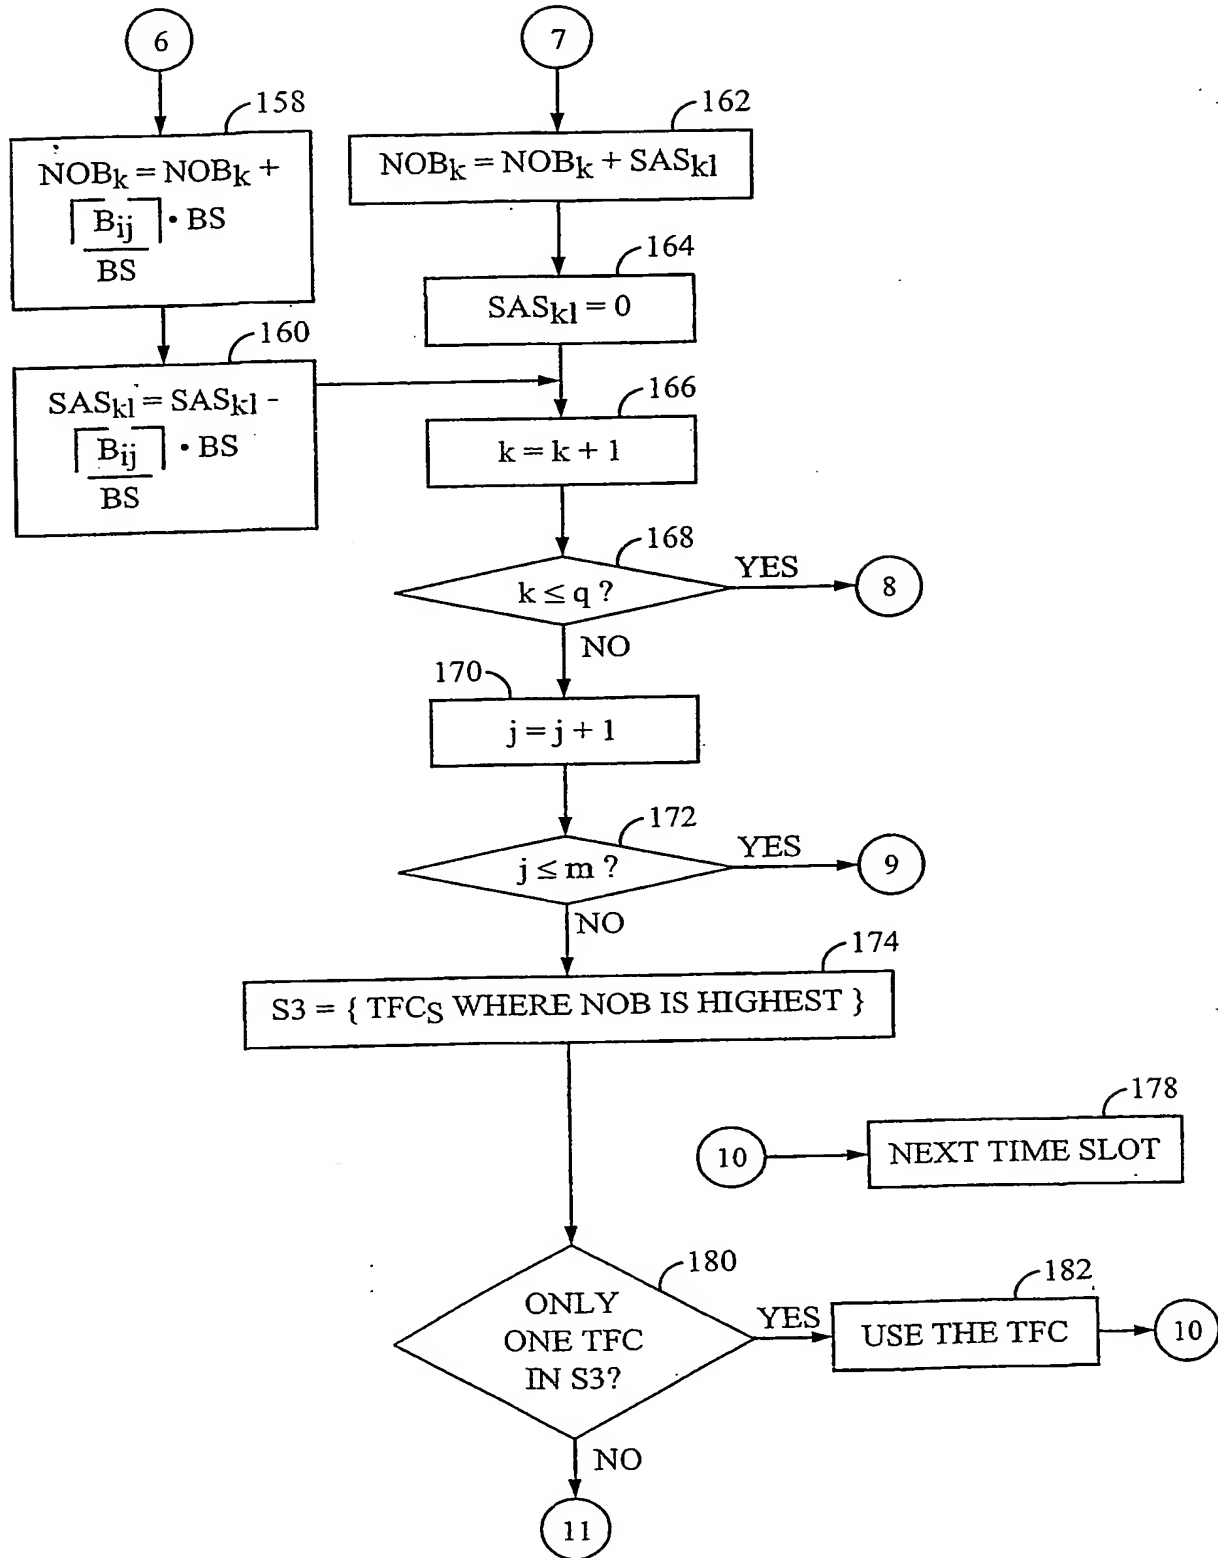 6
7
158
162
NOBk = NOBk +
⌈Bij
BS⌉ • BS
NOBk = NOBk + SASkl
164
SASkl = 0
160
SASkl = SASkl -
⌈Bij
BS⌉ • BS
166
k = k + 1
168
k ≤ q ?
YES
8
NO
170
j = j + 1
172
j ≤ m ?
YES
9
NO
174
S3 = { TFCS WHERE NOB IS HIGHEST }
178
10
NEXT TIME SLOT
180
ONLY
ONE TFC
IN S3?
YES
182
USE THE TFC
10
NO
11